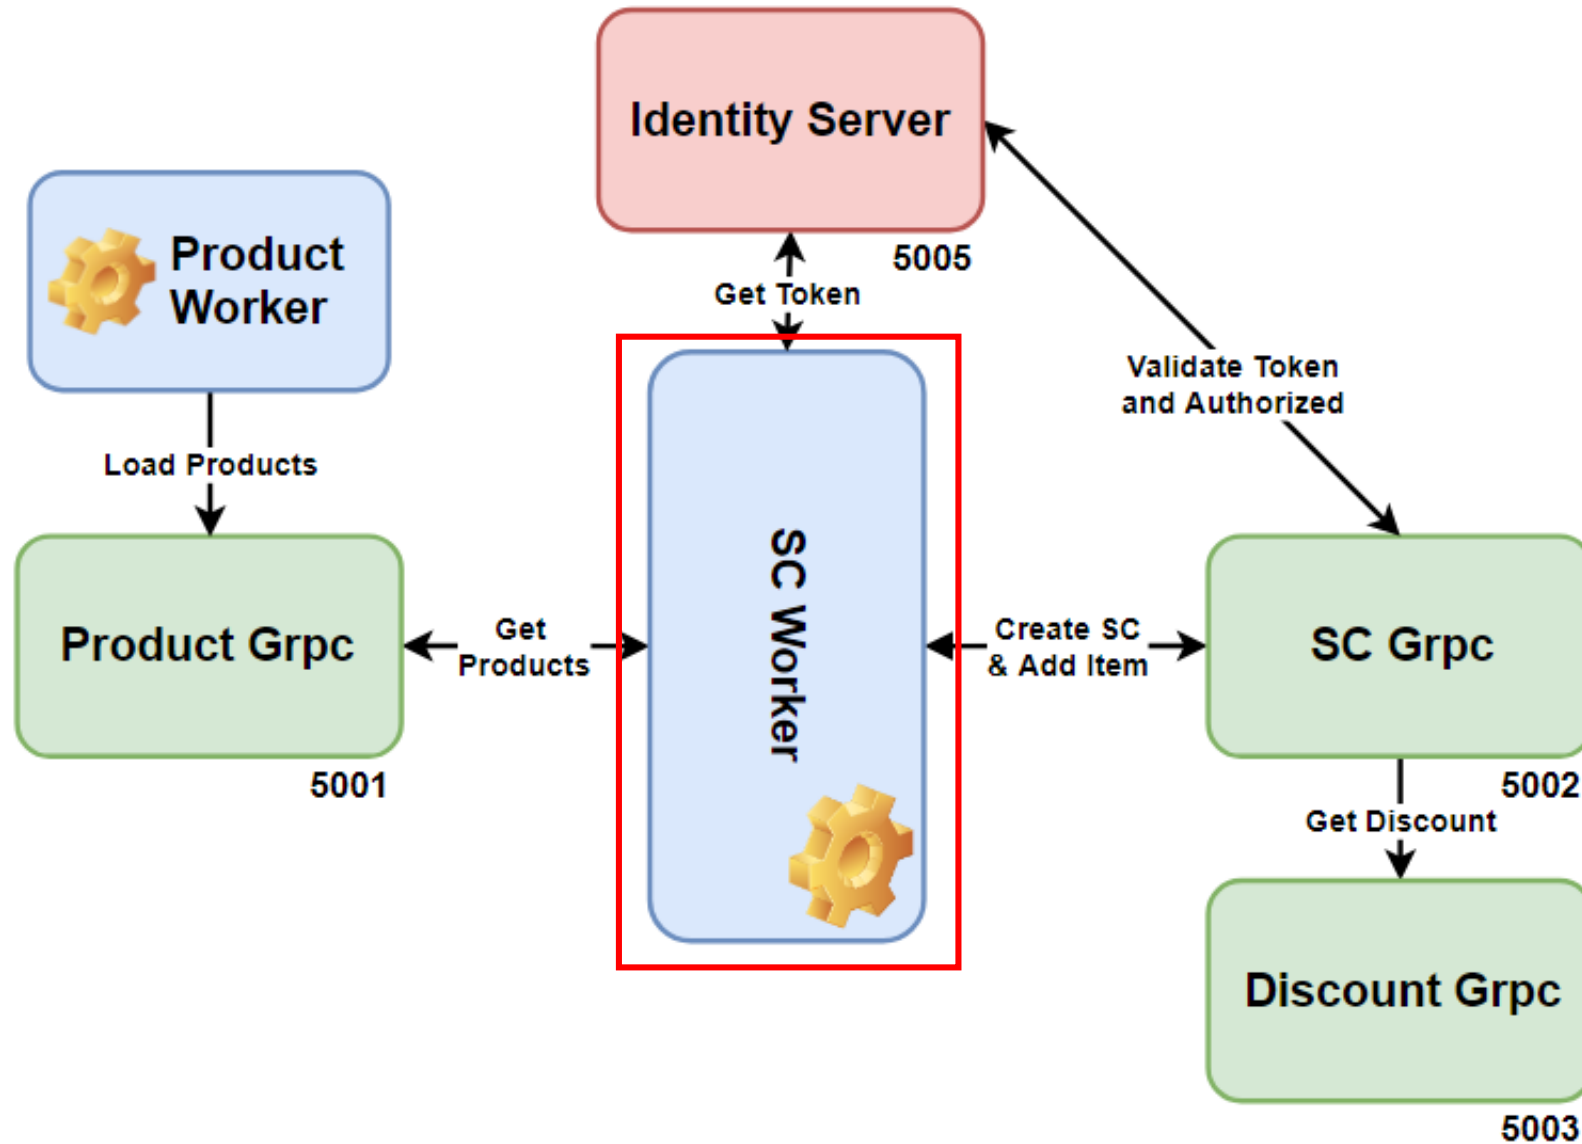 Identity Server
5005
Product
Worker
Get Token
Validate Token
and Authorized
Load Products
Product Grpc
5001
Get
Products
SC Worker
Create SC
& Add Item
SC Grpc
5002
Get Discount
Discount Grpc
5003